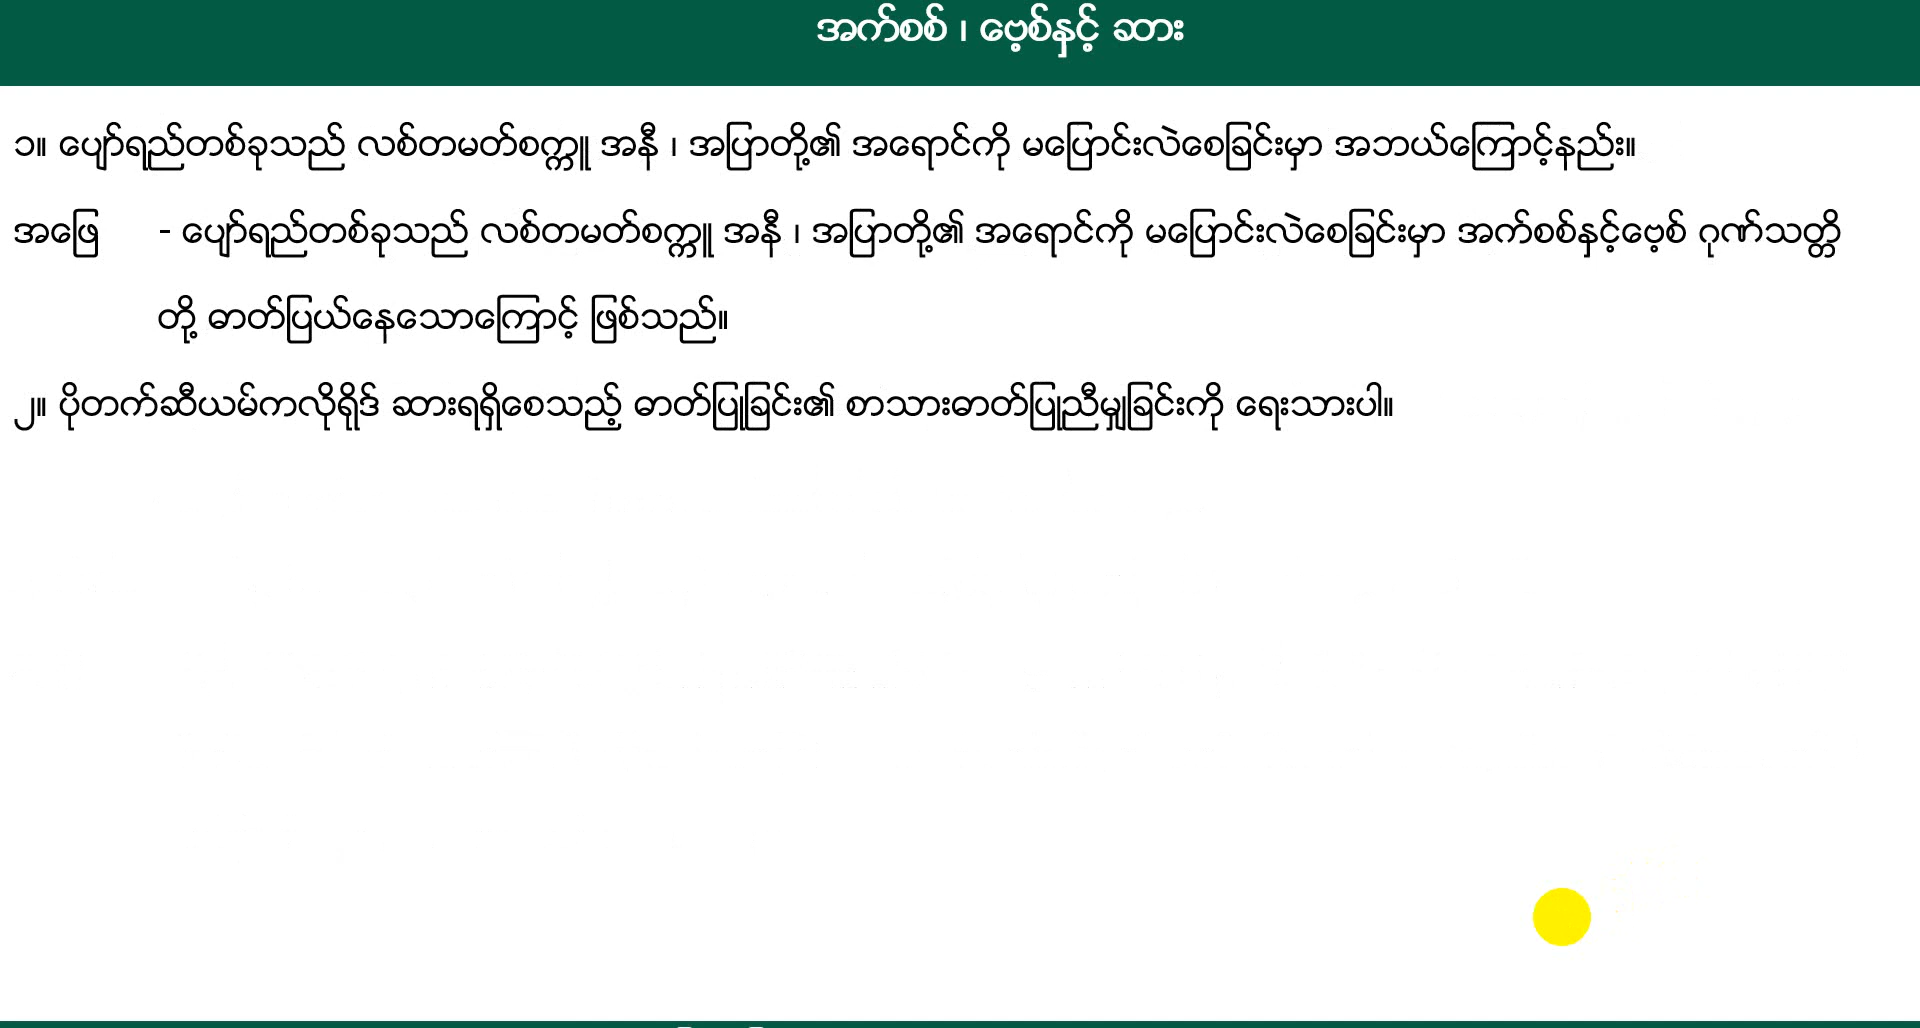 အက်စစ် ၊ ဗေ့စ်နှင့် ဆား
၁။ ပျော်ရည်တစ်ခုသည် လစ်တမတ်စက္ကူ အနီ ၊ အပြာတို့၏ အရောင်ကို မပြောင်းလဲစေခြင်းမှာ အဘယ်ကြောင့်နည်း။
အဖြေ - ပျော်ရည်တစ်ခုသည် လစ်တမတ်စက္ကူ အနီ ၊ အပြာတို့၏ အရောင်ကို မပြောင်းလဲစေခြင်းမှာ အက်စစ်နှင့်ဗေ့စ် ဂုဏ်သတ္တိ
တို့ ဓာတ်ပြယ်နေသောကြောင့် ဖြစ်သည်။
၂။ ပိုတက်ဆီယမ်ကလိုရိုဒ် ဆားရရှိစေသည့် ဓာတ်ပြုခြင်း၏ စာသားဓာတ်ပြုညီမျှခြင်းကို ရေးသားပါ။